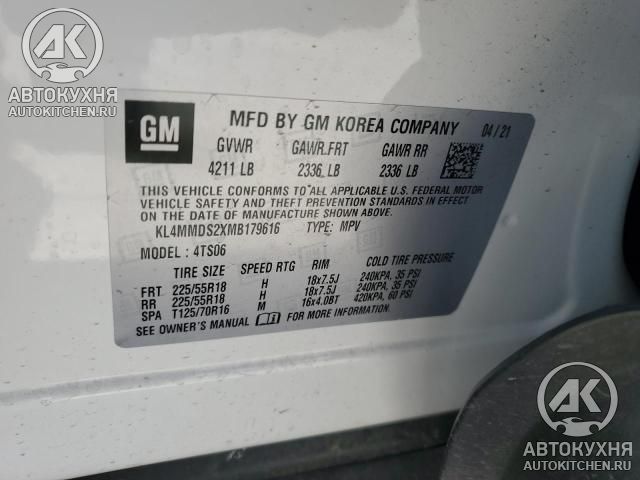 AK
АВТОКУХНЯ
AUTOKITCHEN.RU
GM
MFD BY GM KOREA COMPANY 04/21
GVWR GAWR FRT GAWR RR
4211 LB 2336 LB 2336 LB
THIS VEHICLE CONFORMS TO ALL APPLICABLE U.S. FEDERAL MOTOR
VEHICLE SAFETY AND THEFT PREVENTION STANDARDS IN EFFECT ON
THE DATE OF MANUFACTURE SHOWN ABOVE.
KL4MMDS2XMB179616 TYPE: MPV
MODEL: 4TS06
TIRE SIZE SPEED RTG RIM COLD TIRE PRESSURE
FRT 225/55R18 H 18x7.5J 240KPA, 35 PSI
RR 225/55R18 H 18x7.5J 240KPA, 35 PSI
SPA T125/70R16 M 16x4.0BT 420KPA, 60 PSI
SEE OWNER'S MANUAL FOR MORE INFORMATION.
AK
АВТОКУХНЯ
AUTOKITCHEN.RU